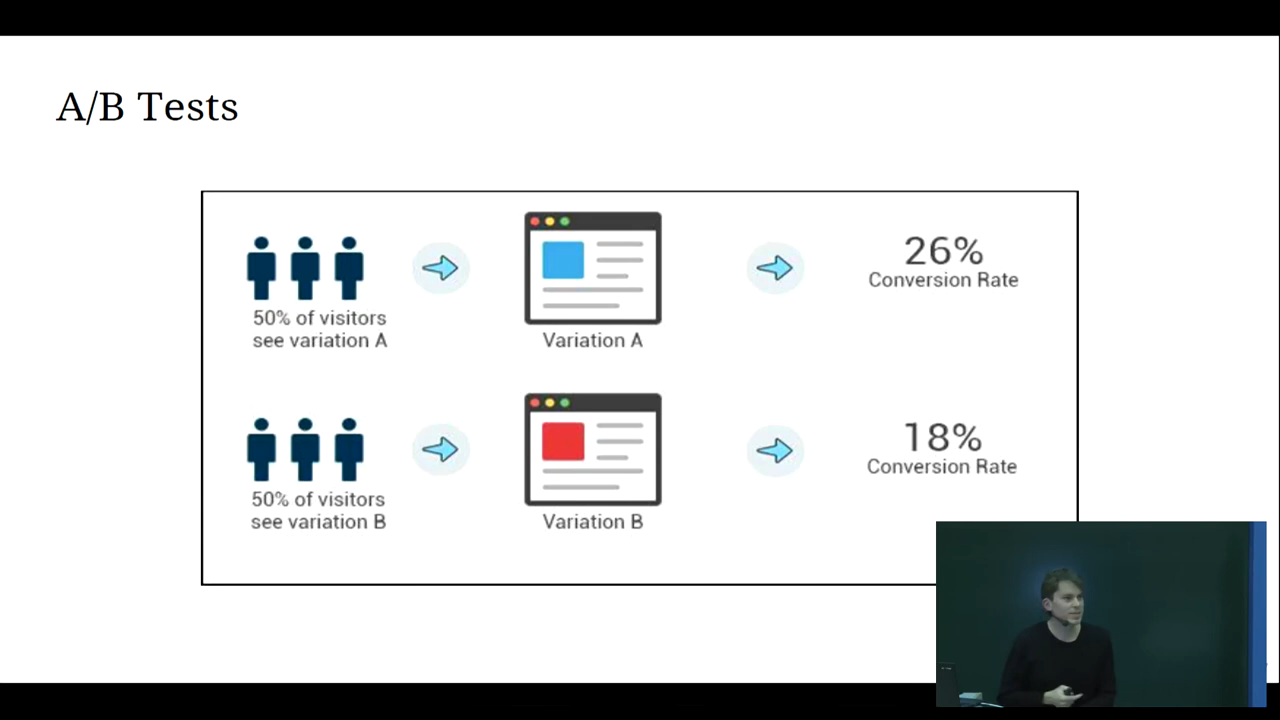 A/B Tests
50% of visitors
see variation A
Variation A
26%
Conversion Rate
50% of visitors
see variation B
Variation B
18%
Conversion Rate